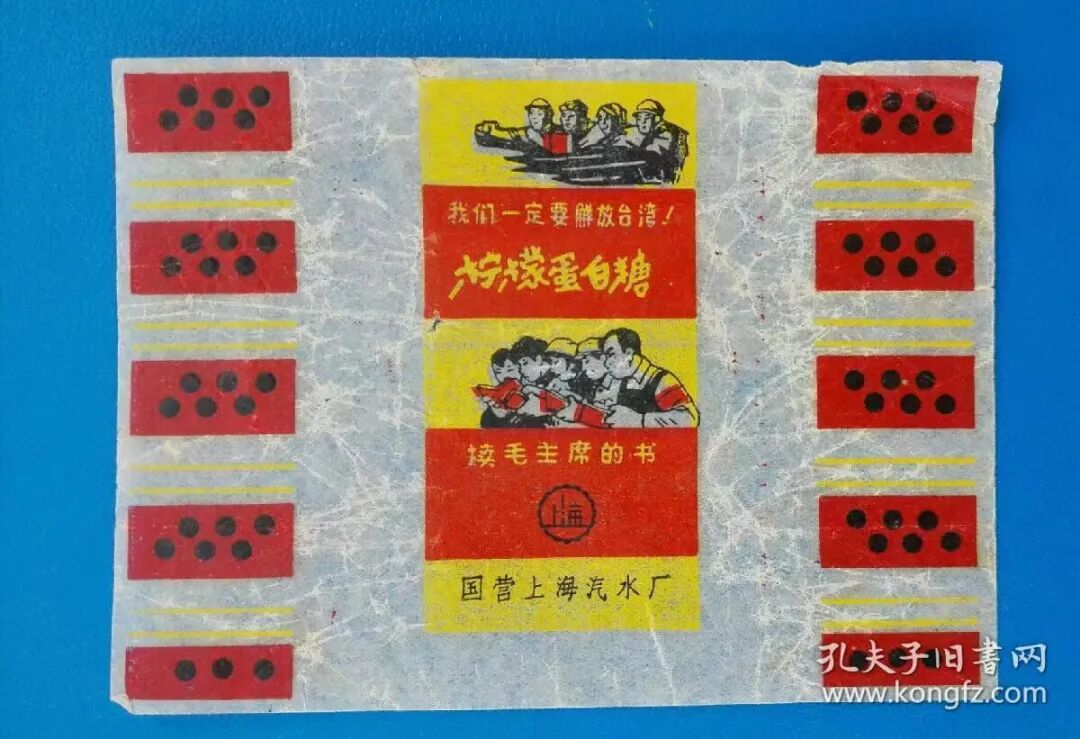 我们一定要解放台湾!
柠檬蛋白糖
读毛主席的书
上海
国营上海汽水厂
孔夫子旧書网
www.kongfz.com